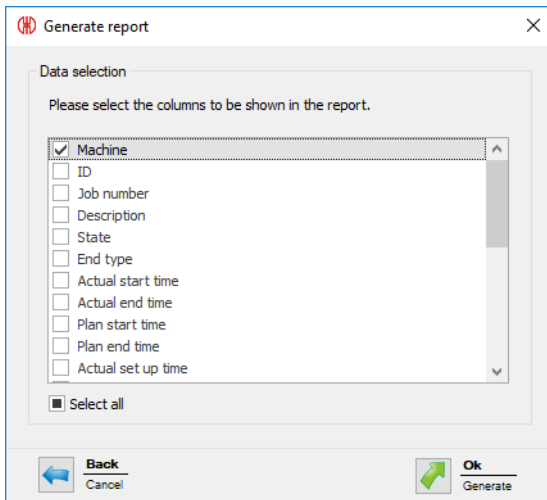 Generate report
Data selection
Please select the columns to be shown in the report.
Machine
ID
Job number
Description
State
End type
Actual start time
Actual end time
Plan start time
Plan end time
Actual set up time
Select all
Back
Cancel
Ok
Generate